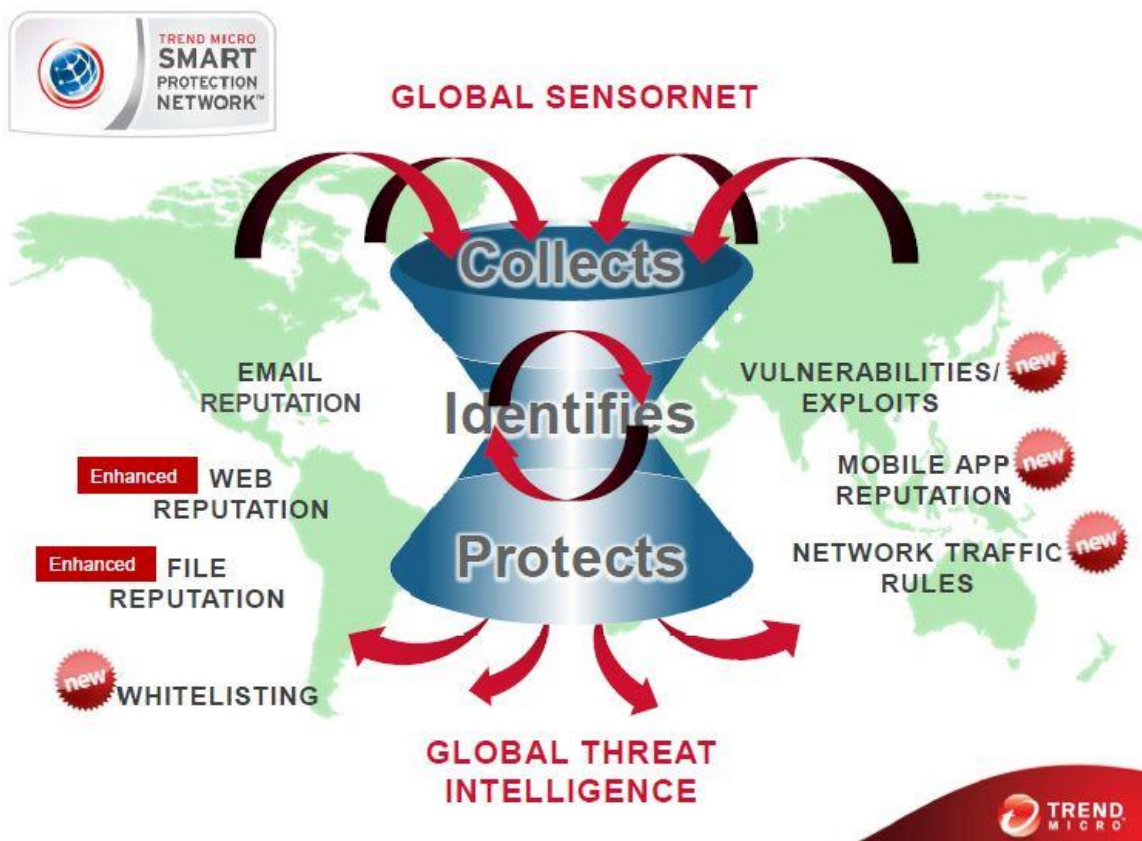 TREND MICRO
SMART
PROTECTION
NETWORK™
GLOBAL SENSORNET
Collects
Identifies
Protects
EMAIL
REPUTATION
Enhanced WEB
REPUTATION
Enhanced FILE
REPUTATION
new WHITELISTING
VULNERABILITIES/ new
EXPLOITS
MOBILE APP new
REPUTATION
NETWORK TRAFFIC new
RULES
GLOBAL THREAT
INTELLIGENCE
TREND
MICRO